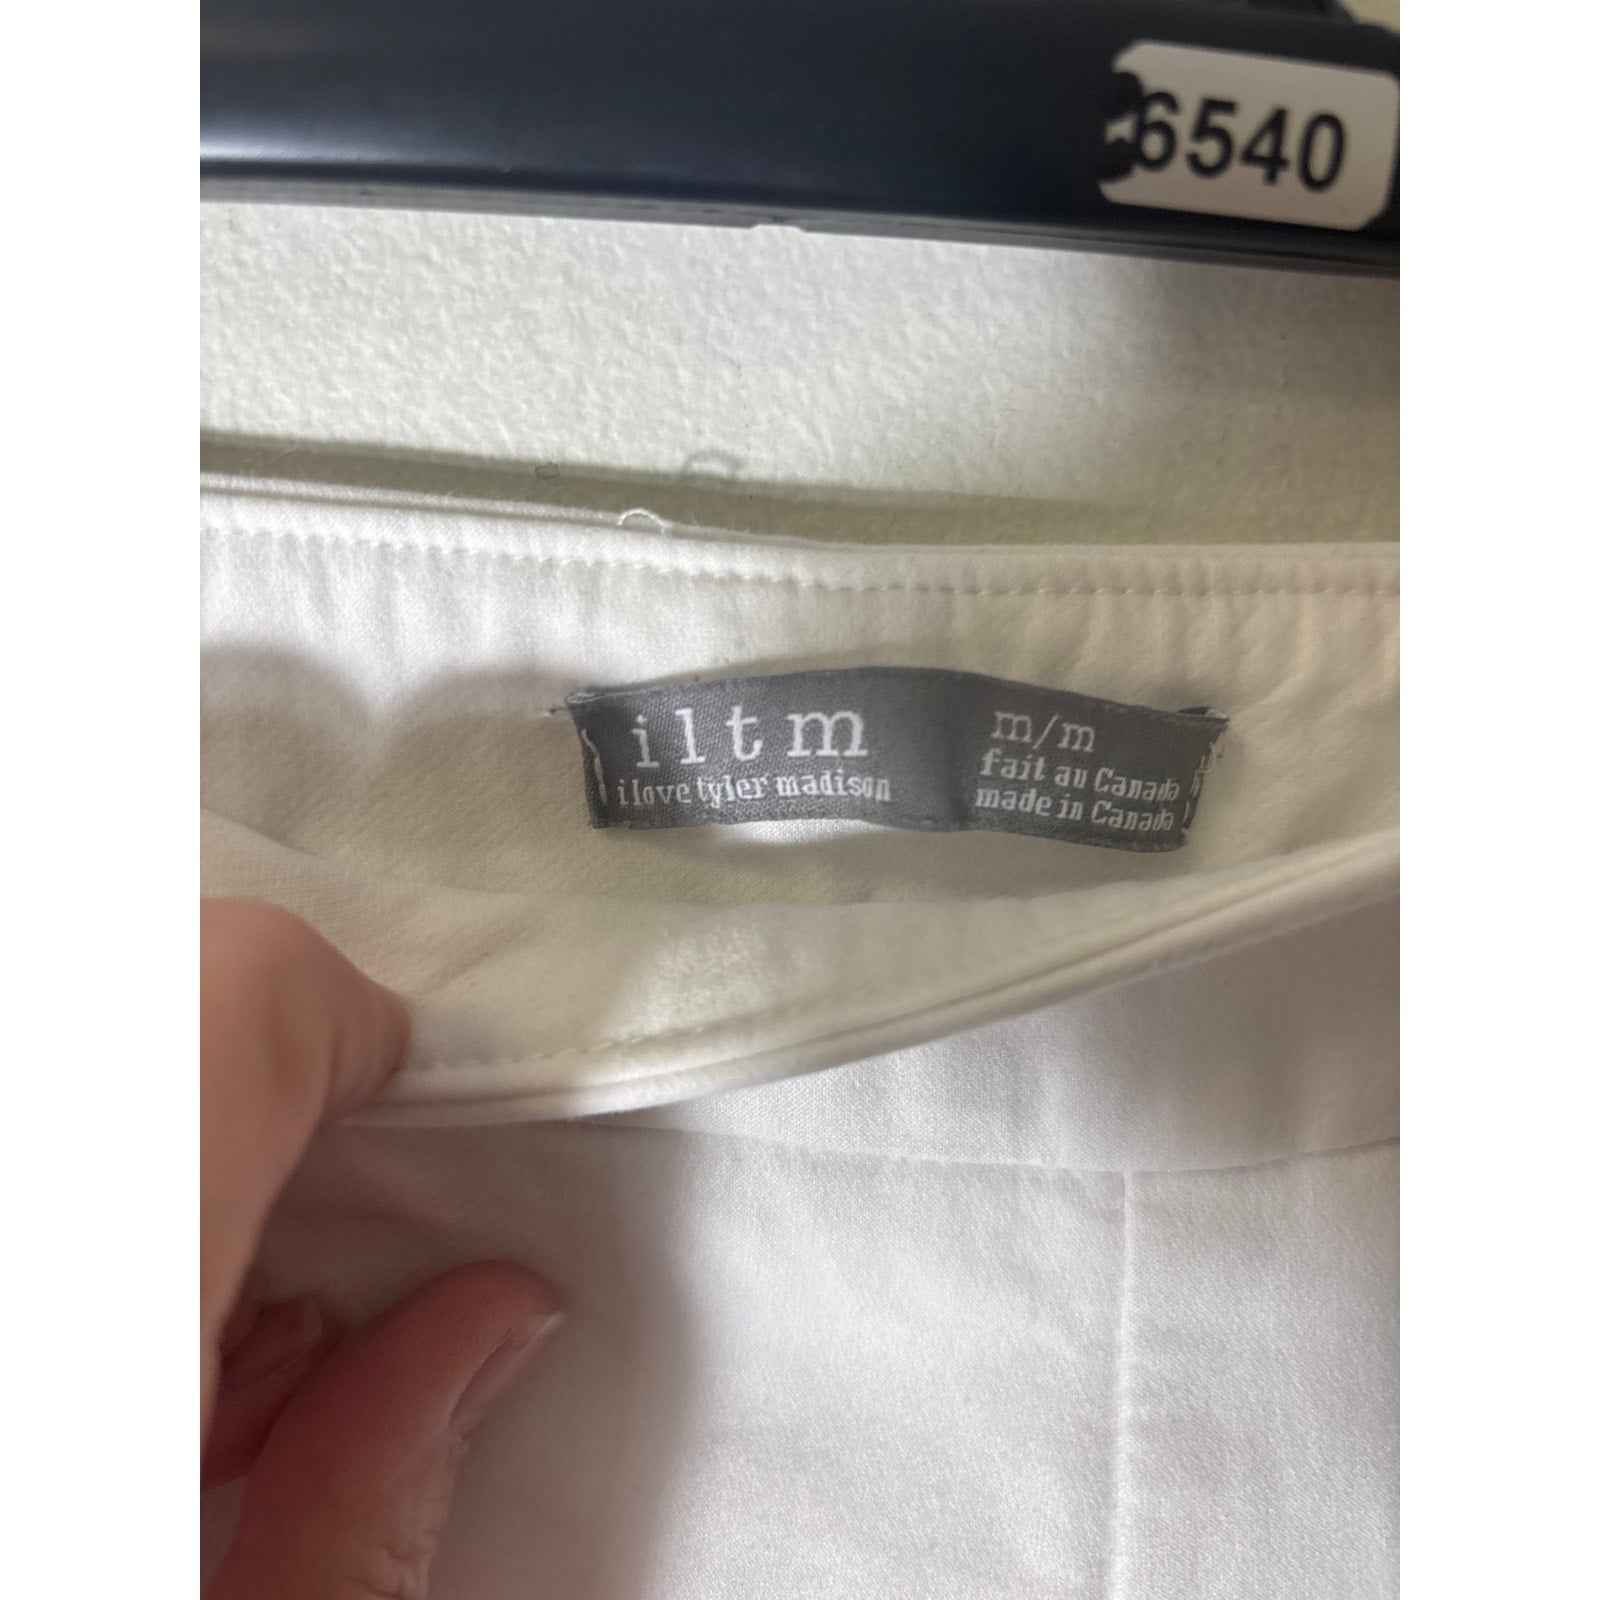 6540
iltm
i love tyler madison
m/m
fait au Canada
made in Canada